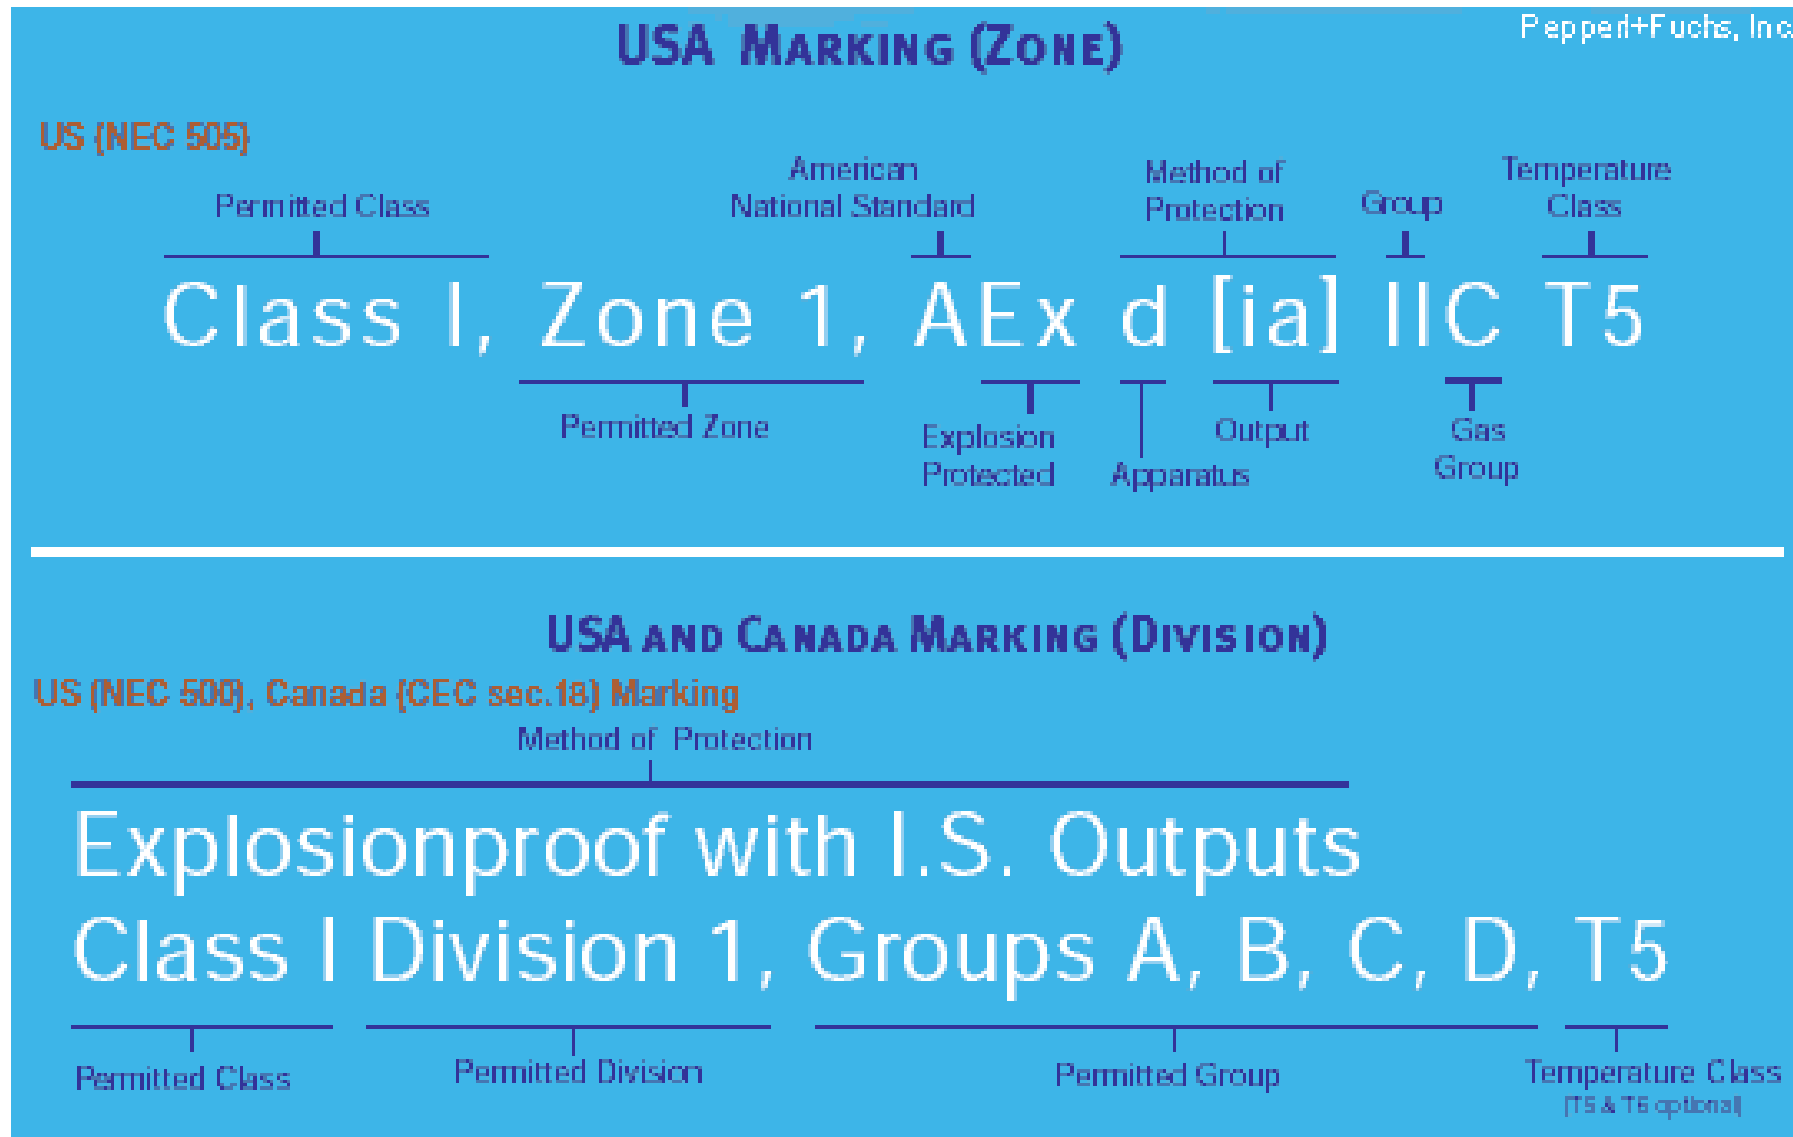 USA MARKING (ZONE)
Pepperl+Fuchs, Inc.
US (NEC 505)
American
National Standard
Method of
Protection
Temperature
Class
Permitted Class
Group
Class I, Zone 1, AEx d [ia] IIC T5
Permitted Zone
Explosion
Protected
Apparatus
Output
Gas
Group
USA AND CANADA MARKING (DIVISION)
US (NEC 500), Canada (CEC sec.18) Marking
Method of Protection
Explosionproof with I.S. Outputs
Class I Division 1, Groups A, B, C, D, T5
Permitted Class
Permitted Division
Permitted Group
Temperature Class
(T5 & T6 optional)